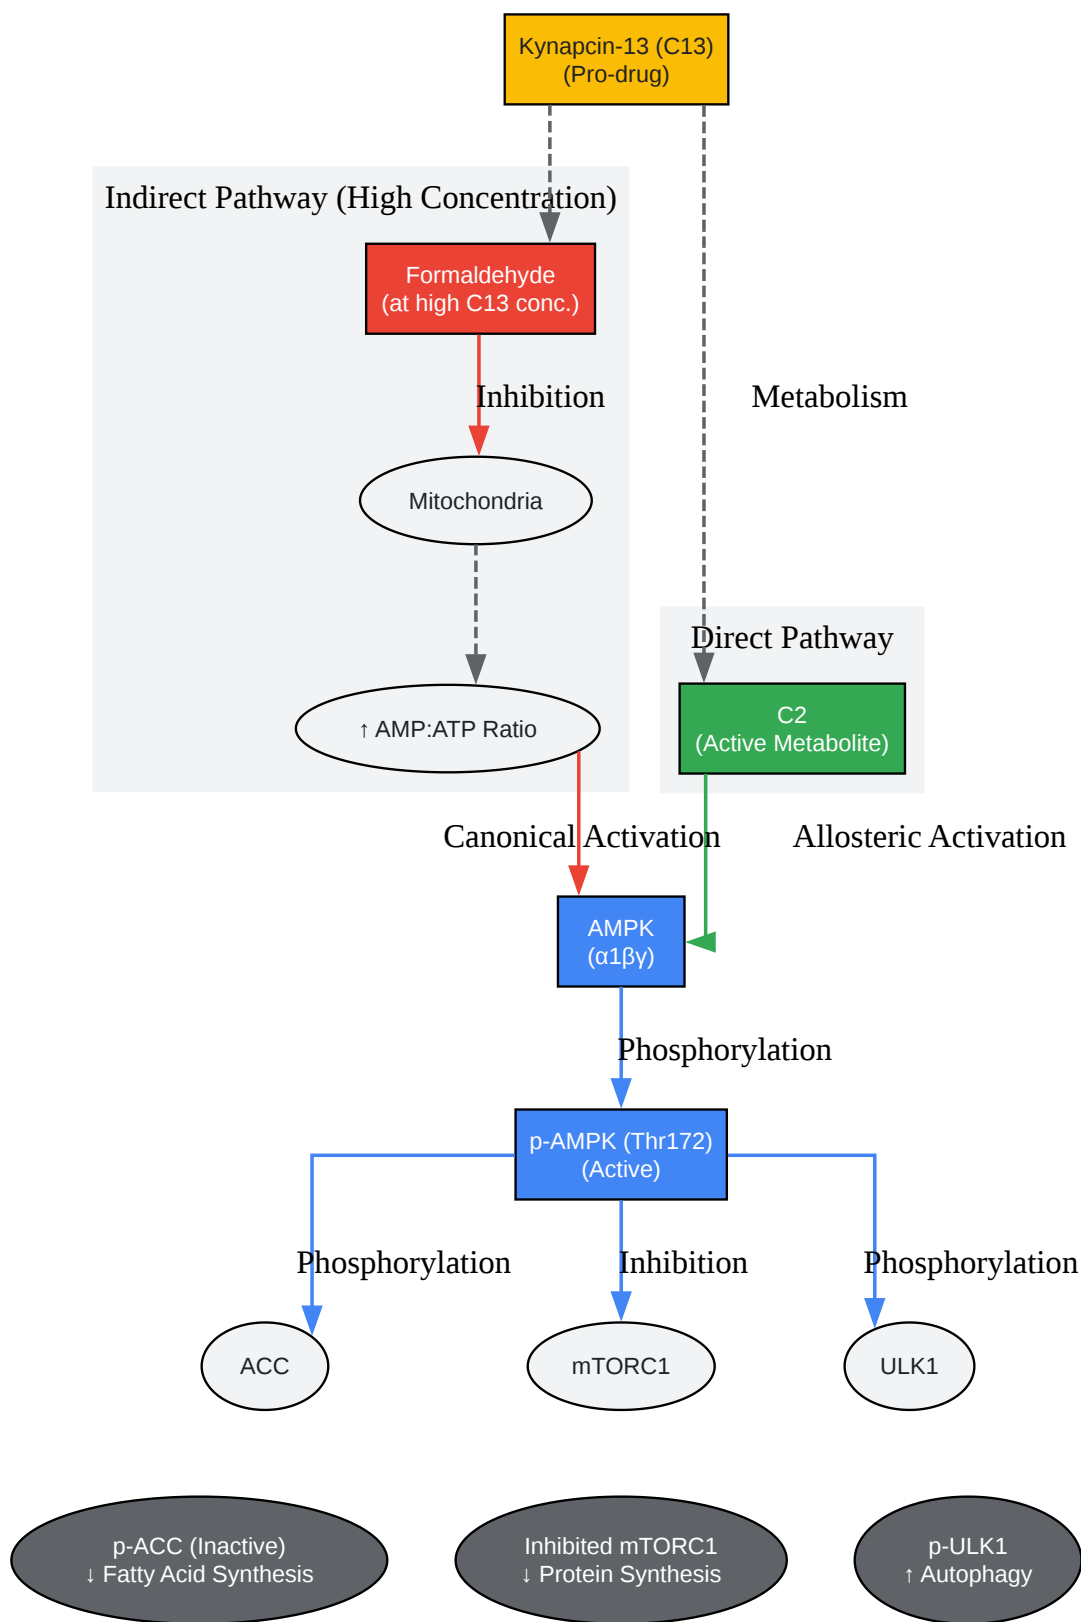 Kynapcin-13 (C13)
(Pro-drug)
Indirect Pathway (High Concentration)
Formaldehyde
(at high C13 conc.)
Inhibition
Metabolism
Mitochondria
Direct Pathway
C2
(Active Metabolite)
↑ AMP:ATP Ratio
Canonical Activation
Allosteric Activation
AMPK
(α1βγ)
Phosphorylation
p-AMPK (Thr172)
(Active)
Phosphorylation
Inhibition
Phosphorylation
ACC
mTORC1
ULK1
p-ACC (Inactive)
↓ Fatty Acid Synthesis
Inhibited mTORC1
↓ Protein Synthesis
p-ULK1
↑ Autophagy